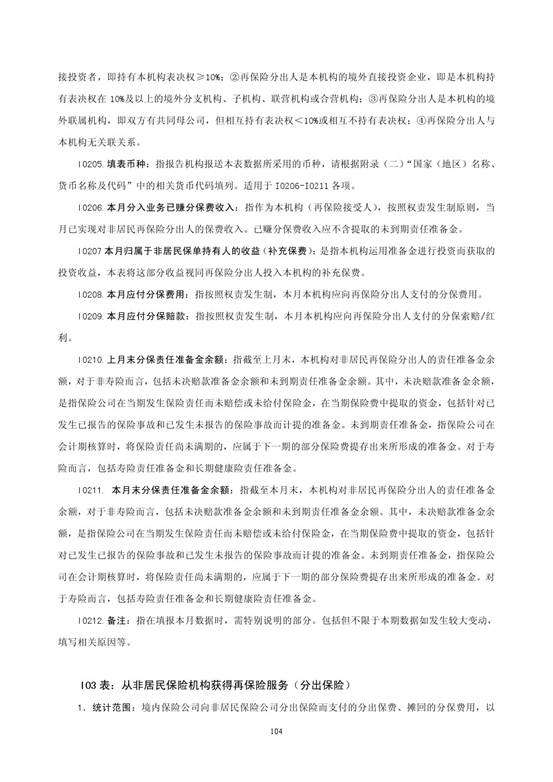 接投资者，即持有本机构表决权≥10%；②再保险分出人是本机构的境外直接投资企业，即是本机构持
有表决权在 10%及以上的境外分支机构、子机构、联营机构或合营机构；③再保险分出人是本机构的境
外联属机构，即双方有共同母公司，但相互持有表决权＜10%或相互不持有表决权；④再保险分出人与
本机构无关联关系。
I0205. 填表币种：指报告机构报送本表数据所采用的币种，请根据附录（二）“国家（地区）名称、
货币名称及代码”中的相关货币代码填列。适用于 I0206-I0211 各项。
I0206. 本月分入业务已赚分保费收入：指作为本机构（再保险接受人），按照权责发生制原则，当
月已实现对非居民再保险分出人的保费收入。已赚分保费收入应不含提取的未到期责任准备金。
I0207 本月归属于非居民保单持有人的收益（补充保费）：是指本机构运用准备金进行投资而获取的
投资收益，本表将这部分收益视同再保险分出人投入本机构的补充保费。
I0208. 本月应付分保费用：指按照权责发生制，本月本机构应向再保险分出人支付的分保费用。
I0209. 本月应付分保赔款：指按照权责发生制，本月本机构应向再保险分出人支付的分保索赔/红
利。
I0210. 上月末分保责任准备金余额：指截至上月末，本机构对非居民再保险分出人的责任准备金余
额，对于非寿险而言，包括未决赔款准备金余额和未到期责任准备金余额。其中，未决赔款准备金余额，
是指保险公司在当期发生保险责任而未赔偿或未给付保险金，在当期保险费中提取的资金，包括针对已
发生已报告的保险事故和已发生未报告的保险事故而计提的准备金。未到期责任准备金，指保险公司在
会计期核算时，将保险责任尚未满期的，应属于下一期的部分保险费提存出来所形成的准备金。对于寿
险而言，包括寿险责任准备金和长期健康险责任准备金。
I0211. 本月末分保责任准备金余额：指截至本月末，本机构对非居民再保险分出人的责任准备金
余额，对于非寿险而言，包括未决赔款准备金余额和未到期责任准备金余额。其中，未决赔款准备金余
额，是指保险公司在当期发生保险责任而未赔偿或未给付保险金，在当期保险费中提取的资金，包括针
对已发生已报告的保险事故和已发生未报告的保险事故而计提的准备金。未到期责任准备金，指保险公
司在会计期核算时，将保险责任尚未满期的，应属于下一期的部分保险费提存出来所形成的准备金。对
于寿险而言，包括寿险责任准备金和长期健康险责任准备金。
I0212. 备注：指在填报本月数据时，需特别说明的部分。包括但不限于本期数据如发生较大变动，
填写相关原因等。
I03 表：从非居民保险机构获得再保险服务（分出保险）
1. 统计范围：境内保险公司向非居民保险公司分出保险而支付的分出保费、摊回的分保费用，以
104